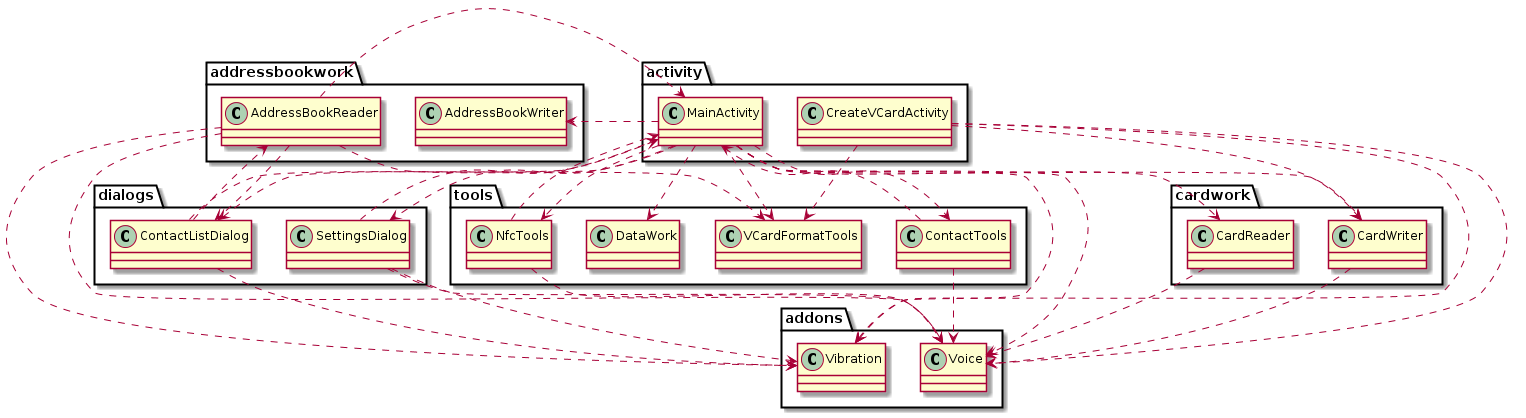 addressbookwork
C AddressBookReader
C AddressBookWriter
activity
C MainActivity
C CreateVCardActivity
dialogs
C ContactListDialog
C SettingsDialog
tools
C NfcTools
C DataWork
C VCardFormatTools
C ContactTools
cardwork
C CardReader
C CardWriter
addons
C Vibration
C Voice